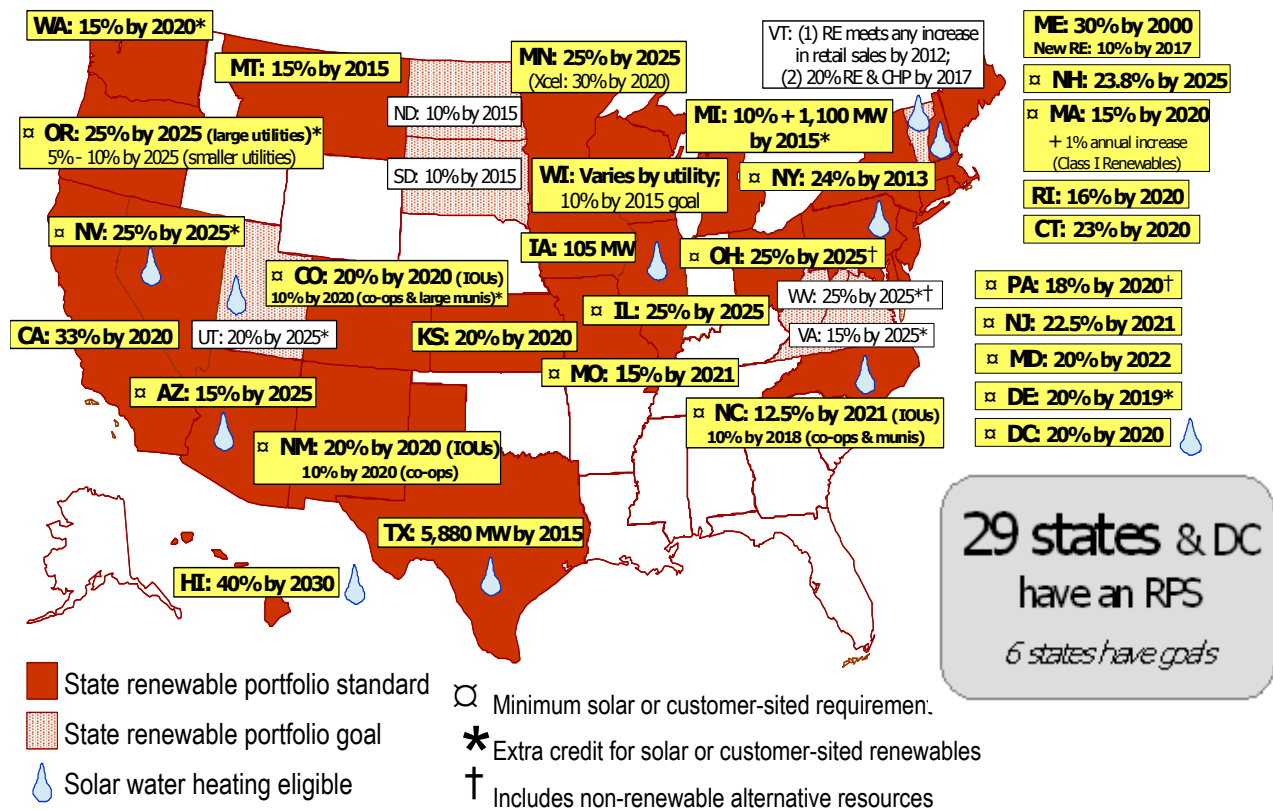 WA: 15% by 2020*
MT: 15% by 2015
MN: 25% by 2025
(Xcel: 30% by 2020)
VT: (1) RE meets any increase
in retail sales by 2012;
(2) 20% RE & CHP by 2017
ME: 30% by 2000
New RE: 10% by 2017
¤ NH: 23.8% by 2025
ND: 10% by 2015
MI: 10% + 1,100 MW
by 2015*
¤ MA: 15% by 2020
+ 1% annual increase
(Class I Renewables)
¤ OR: 25% by 2025 (large utilities)*
5% - 10% by 2025 (smaller utilities)
SD: 10% by 2015
WI: Varies by utility;
10% by 2015 goal
¤ NY: 24% by 2013
RI: 16% by 2020
CT: 23% by 2020
¤ NV: 25% by 2025*
IA: 105 MW
¤ OH: 25% by 2025†
¤ CO: 20% by 2020 (IOUs)
10% by 2020 (co-ops & large munis)*
WV: 25% by 2025*†
¤ PA: 18% by 2020†
¤ IL: 25% by 2025
¤ NJ: 22.5% by 2021
CA: 33% by 2020
UT: 20% by 2025*
KS: 20% by 2020
VA: 15% by 2025*
¤ MD: 20% by 2022
¤ MO: 15% by 2021
¤ AZ: 15% by 2025
¤ DE: 20% by 2019*
¤ NC: 12.5% by 2021 (IOUs)
10% by 2018 (co-ops & munis)
¤ DC: 20% by 2020
¤ NM: 20% by 2020 (IOUs)
10% by 2020 (co-ops)
TX: 5,880 MW by 2015
HI: 40% by 2030
29 states & DC
have an RPS
6 states have goals
State renewable portfolio standard
State renewable portfolio goal
Solar water heating eligible
¤ Minimum solar or customer-sited requirement
* Extra credit for solar or customer-sited renewables
† Includes non-renewable alternative resources